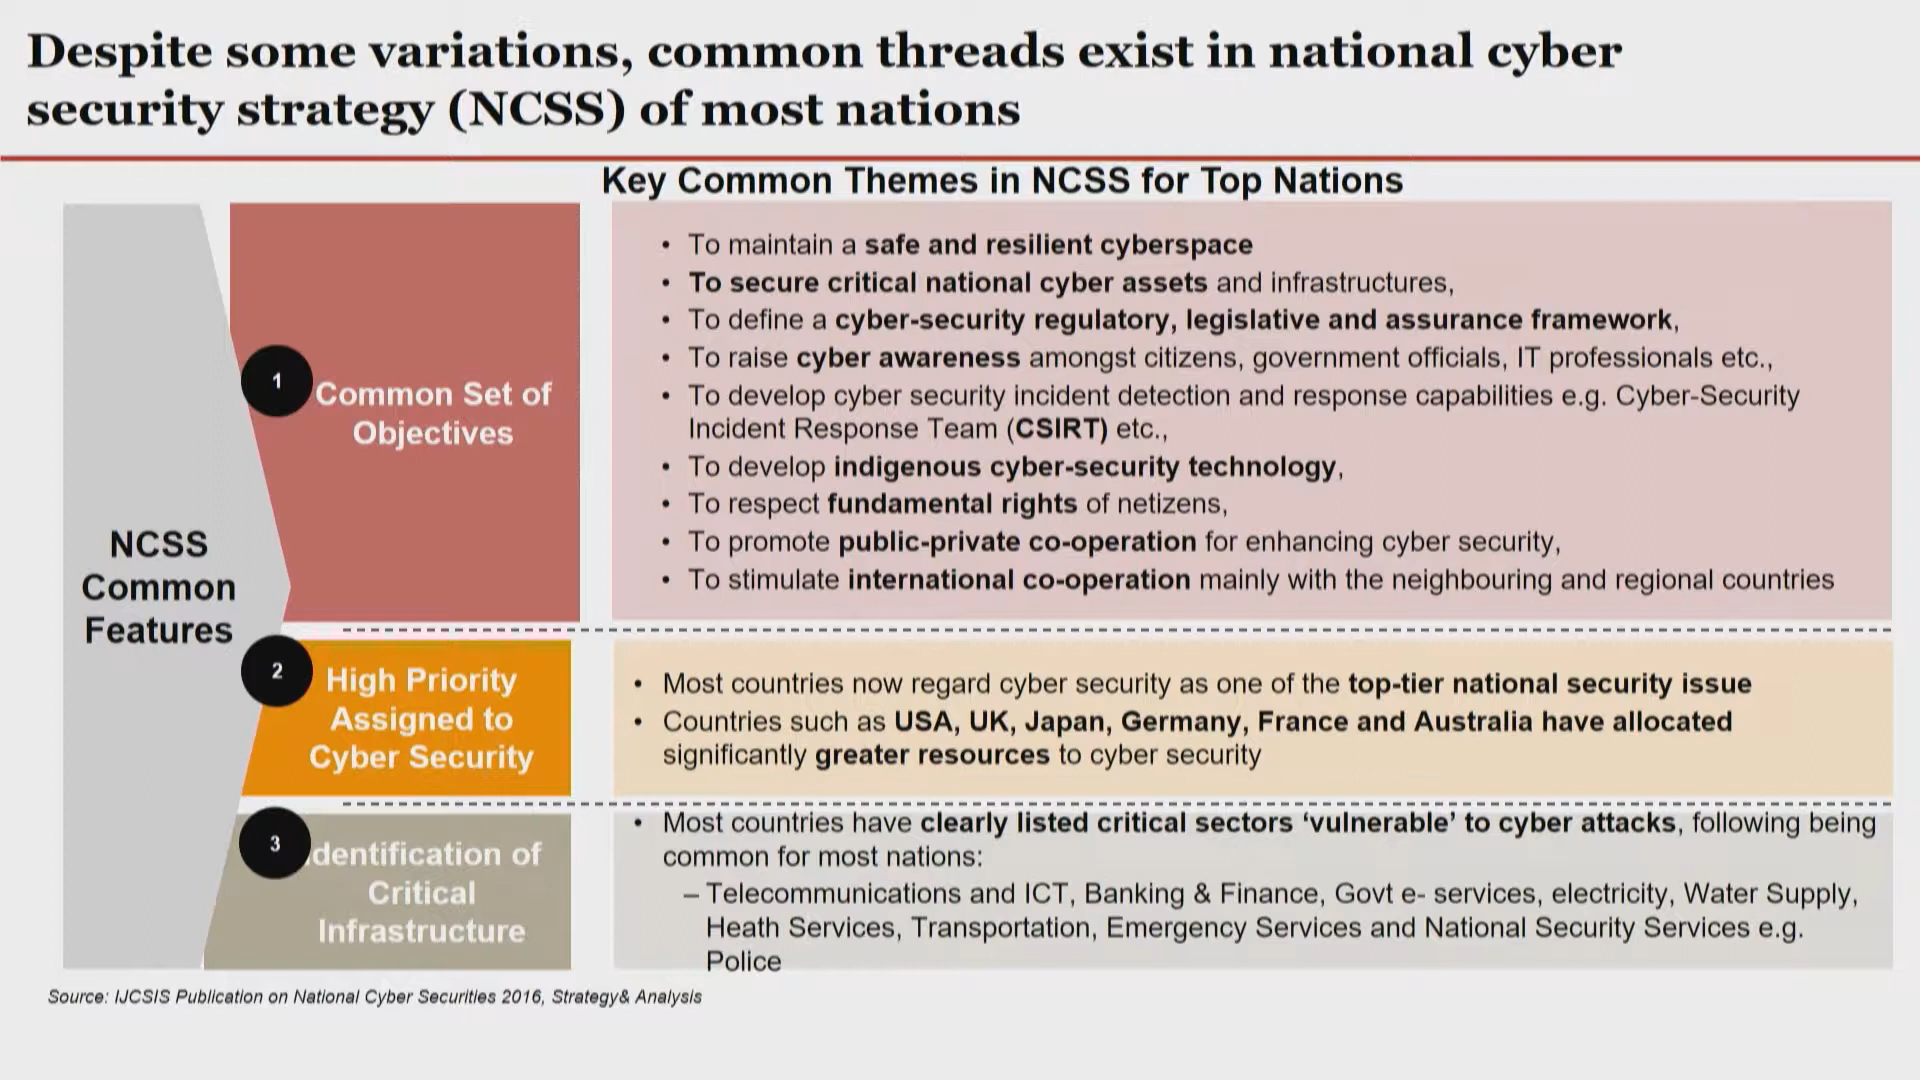 Despite some variations, common threads exist in national cyber
security strategy (NCSS) of most nations
Key Common Themes in NCSS for Top Nations
NCSS
Common
Features
1
Common Set of
Objectives
• To maintain a safe and resilient cyberspace
• To secure critical national cyber assets and infrastructures,
• To define a cyber-security regulatory, legislative and assurance framework,
• To raise cyber awareness amongst citizens, government officials, IT professionals etc.,
• To develop cyber security incident detection and response capabilities e.g. Cyber-Security
Incident Response Team (CSIRT) etc.,
• To develop indigenous cyber-security technology,
• To respect fundamental rights of netizens,
• To promote public-private co-operation for enhancing cyber security,
• To stimulate international co-operation mainly with the neighbouring and regional countries
2
High Priority
Assigned to
Cyber Security
• Most countries now regard cyber security as one of the top-tier national security issue
• Countries such as USA, UK, Japan, Germany, France and Australia have allocated
significantly greater resources to cyber security
3
dentification of
Critical
Infrastructure
• Most countries have clearly listed critical sectors ‘vulnerable’ to cyber attacks, following being
common for most nations:
– Telecommunications and ICT, Banking & Finance, Govt e- services, electricity, Water Supply,
Heath Services, Transportation, Emergency Services and National Security Services e.g.
Police
Source: IJCSIS Publication on National Cyber Securities 2016, Strategy& Analysis